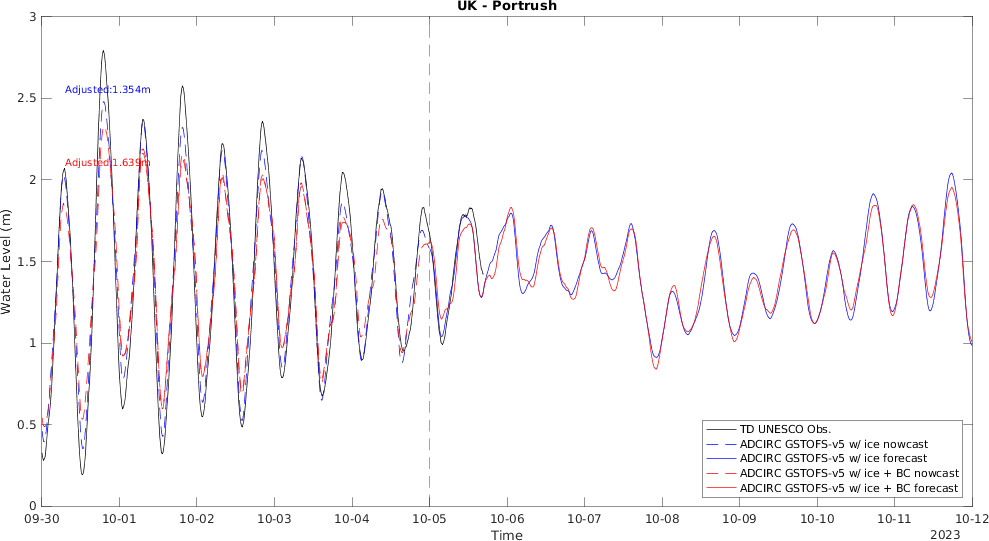 UK - Portrush
3
2.5
2
1.5
1
0.5
0
Water Level (m)
Adjusted:1.354m
Adjusted:1.639m
TD UNESCO Obs.
ADCIRC GSTOFS-v5 w/ ice nowcast
ADCIRC GSTOFS-v5 w/ ice forecast
ADCIRC GSTOFS-v5 w/ ice + BC nowcast
ADCIRC GSTOFS-v5 w/ ice + BC forecast
09-30 10-01 10-02 10-03 10-04 10-05 10-06 10-07 10-08 10-09 10-10 10-11 10-12
Time
2023